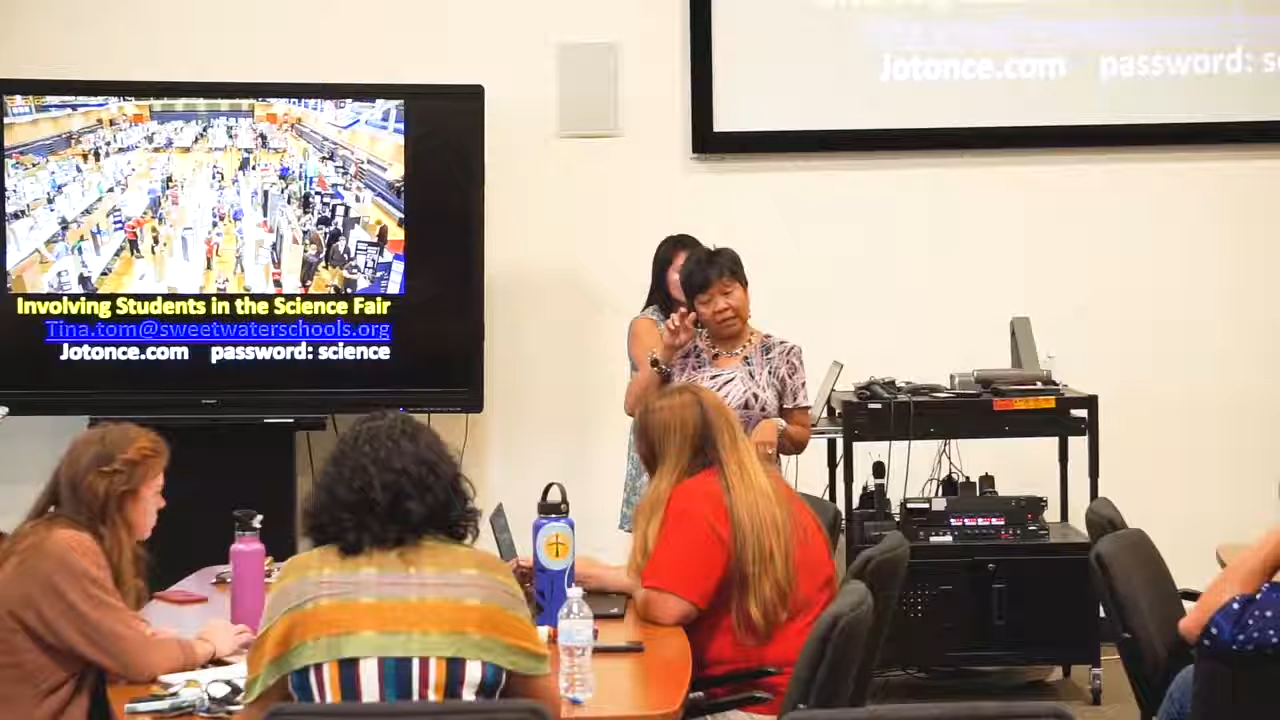 Involving Students in the Science Fair
Tina.tom@sweetwaterschools.org
Jotonce.com password: science
Jotonce.com password: s